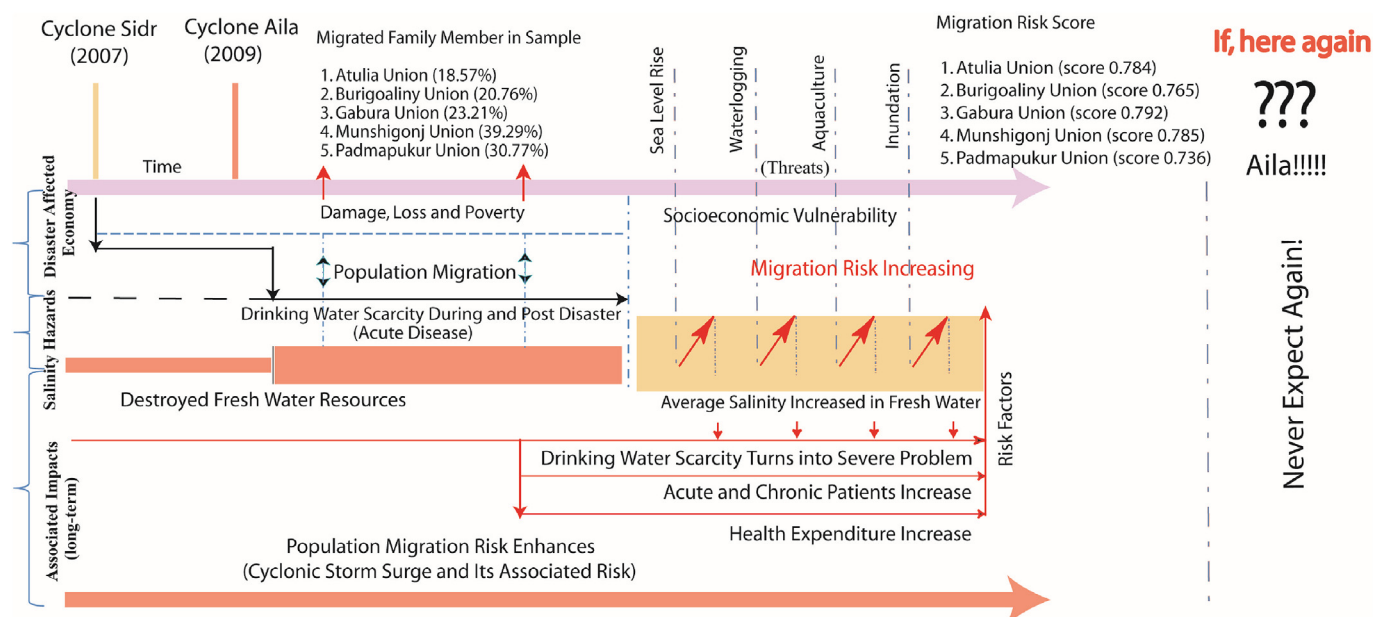 Cyclone Sidr
(2007)
Cyclone Aila
(2009)
Migrated Family Member in Sample
1. Atulia Union (18.57%)
2. Burigoaliny Union (20.76%)
3. Gabura Union (23.21%)
4. Munshigonj Union (39.29%)
5. Padmapukur Union (30.77%)
Sea Level Rise
Waterlogging
Aquaculture
Inundation
(Threats)
Migration Risk Score
1. Atulia Union (score 0.784)
2. Burigoaliny Union (score 0.765)
3. Gabura Union (score 0.792)
4. Munshigonj Union (score 0.785)
5. Padmapukur Union (score 0.736)
If, here again
???
Aila!!!!!
Never Expect Again!
Time
Disaster Affected
Economy
Damage, Loss and Poverty
Socioeconomic Vulnerability
Population Migration
Migration Risk Increasing
Salinity Hazards
Drinking Water Scarcity During and Post Disaster
(Acute Disease)
Destroyed Fresh Water Resources
Average Salinity Increased in Fresh Water
Risk Factors
Associated Impacts
(long-term)
Drinking Water Scarcity Turns into Severe Problem
Acute and Chronic Patients Increase
Health Expenditure Increase
Population Migration Risk Enhances
(Cyclonic Storm Surge and Its Associated Risk)